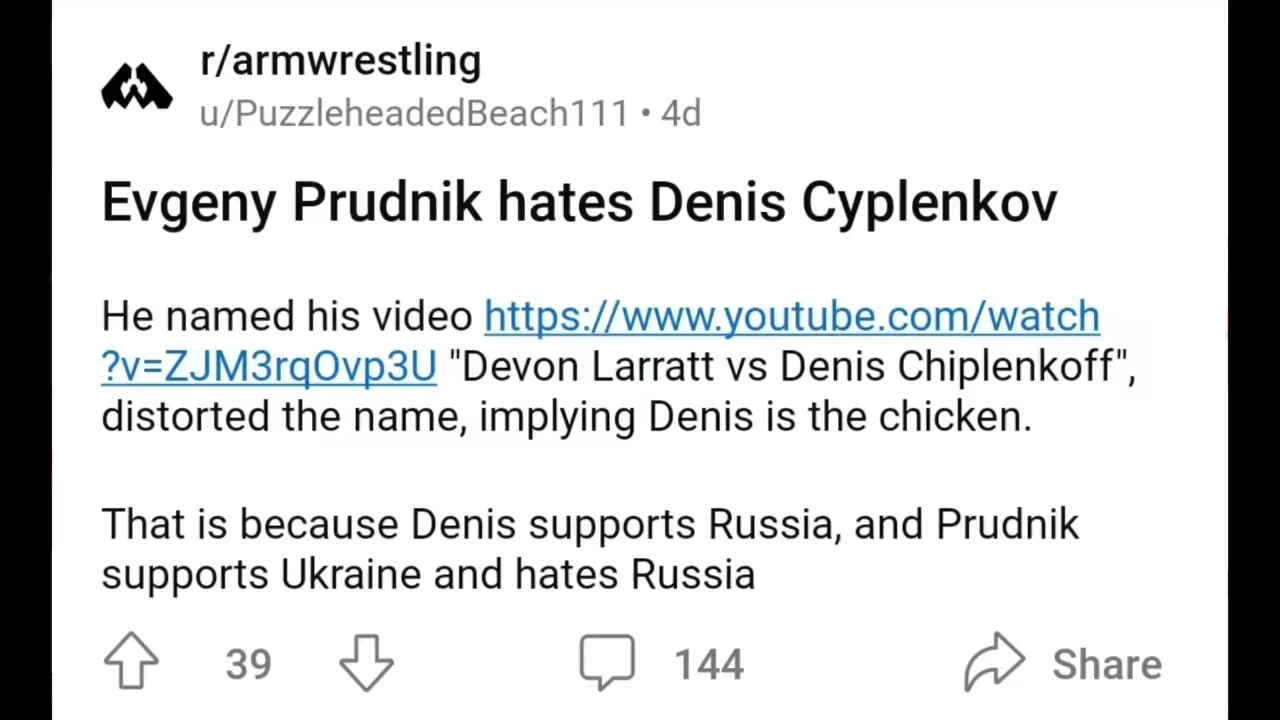 r/armwrestling
u/PuzzleheadedBeach111 • 4d
Evgeny Prudnik hates Denis Cyplenkov
He named his video https://www.youtube.com/watch
?v=ZJM3rqOvp3U "Devon Larratt vs Denis Chiplenkoff",
distorted the name, implying Denis is the chicken.
That is because Denis supports Russia, and Prudnik
supports Ukraine and hates Russia
39 144 Share